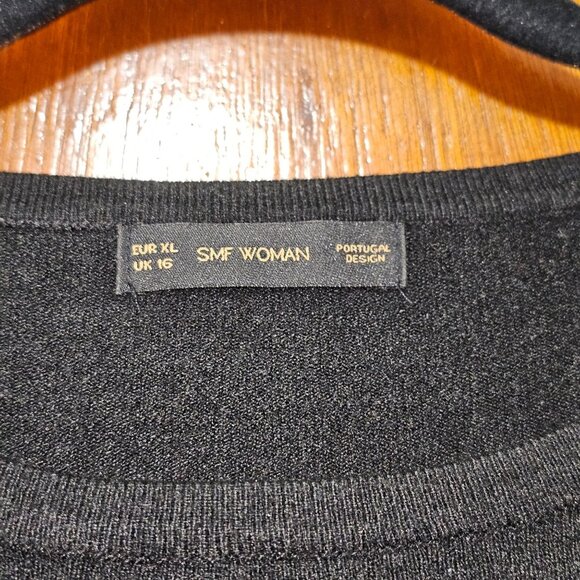 EUR XL
UK 16
SMF WOMAN
PORTUGAL
DESIGN